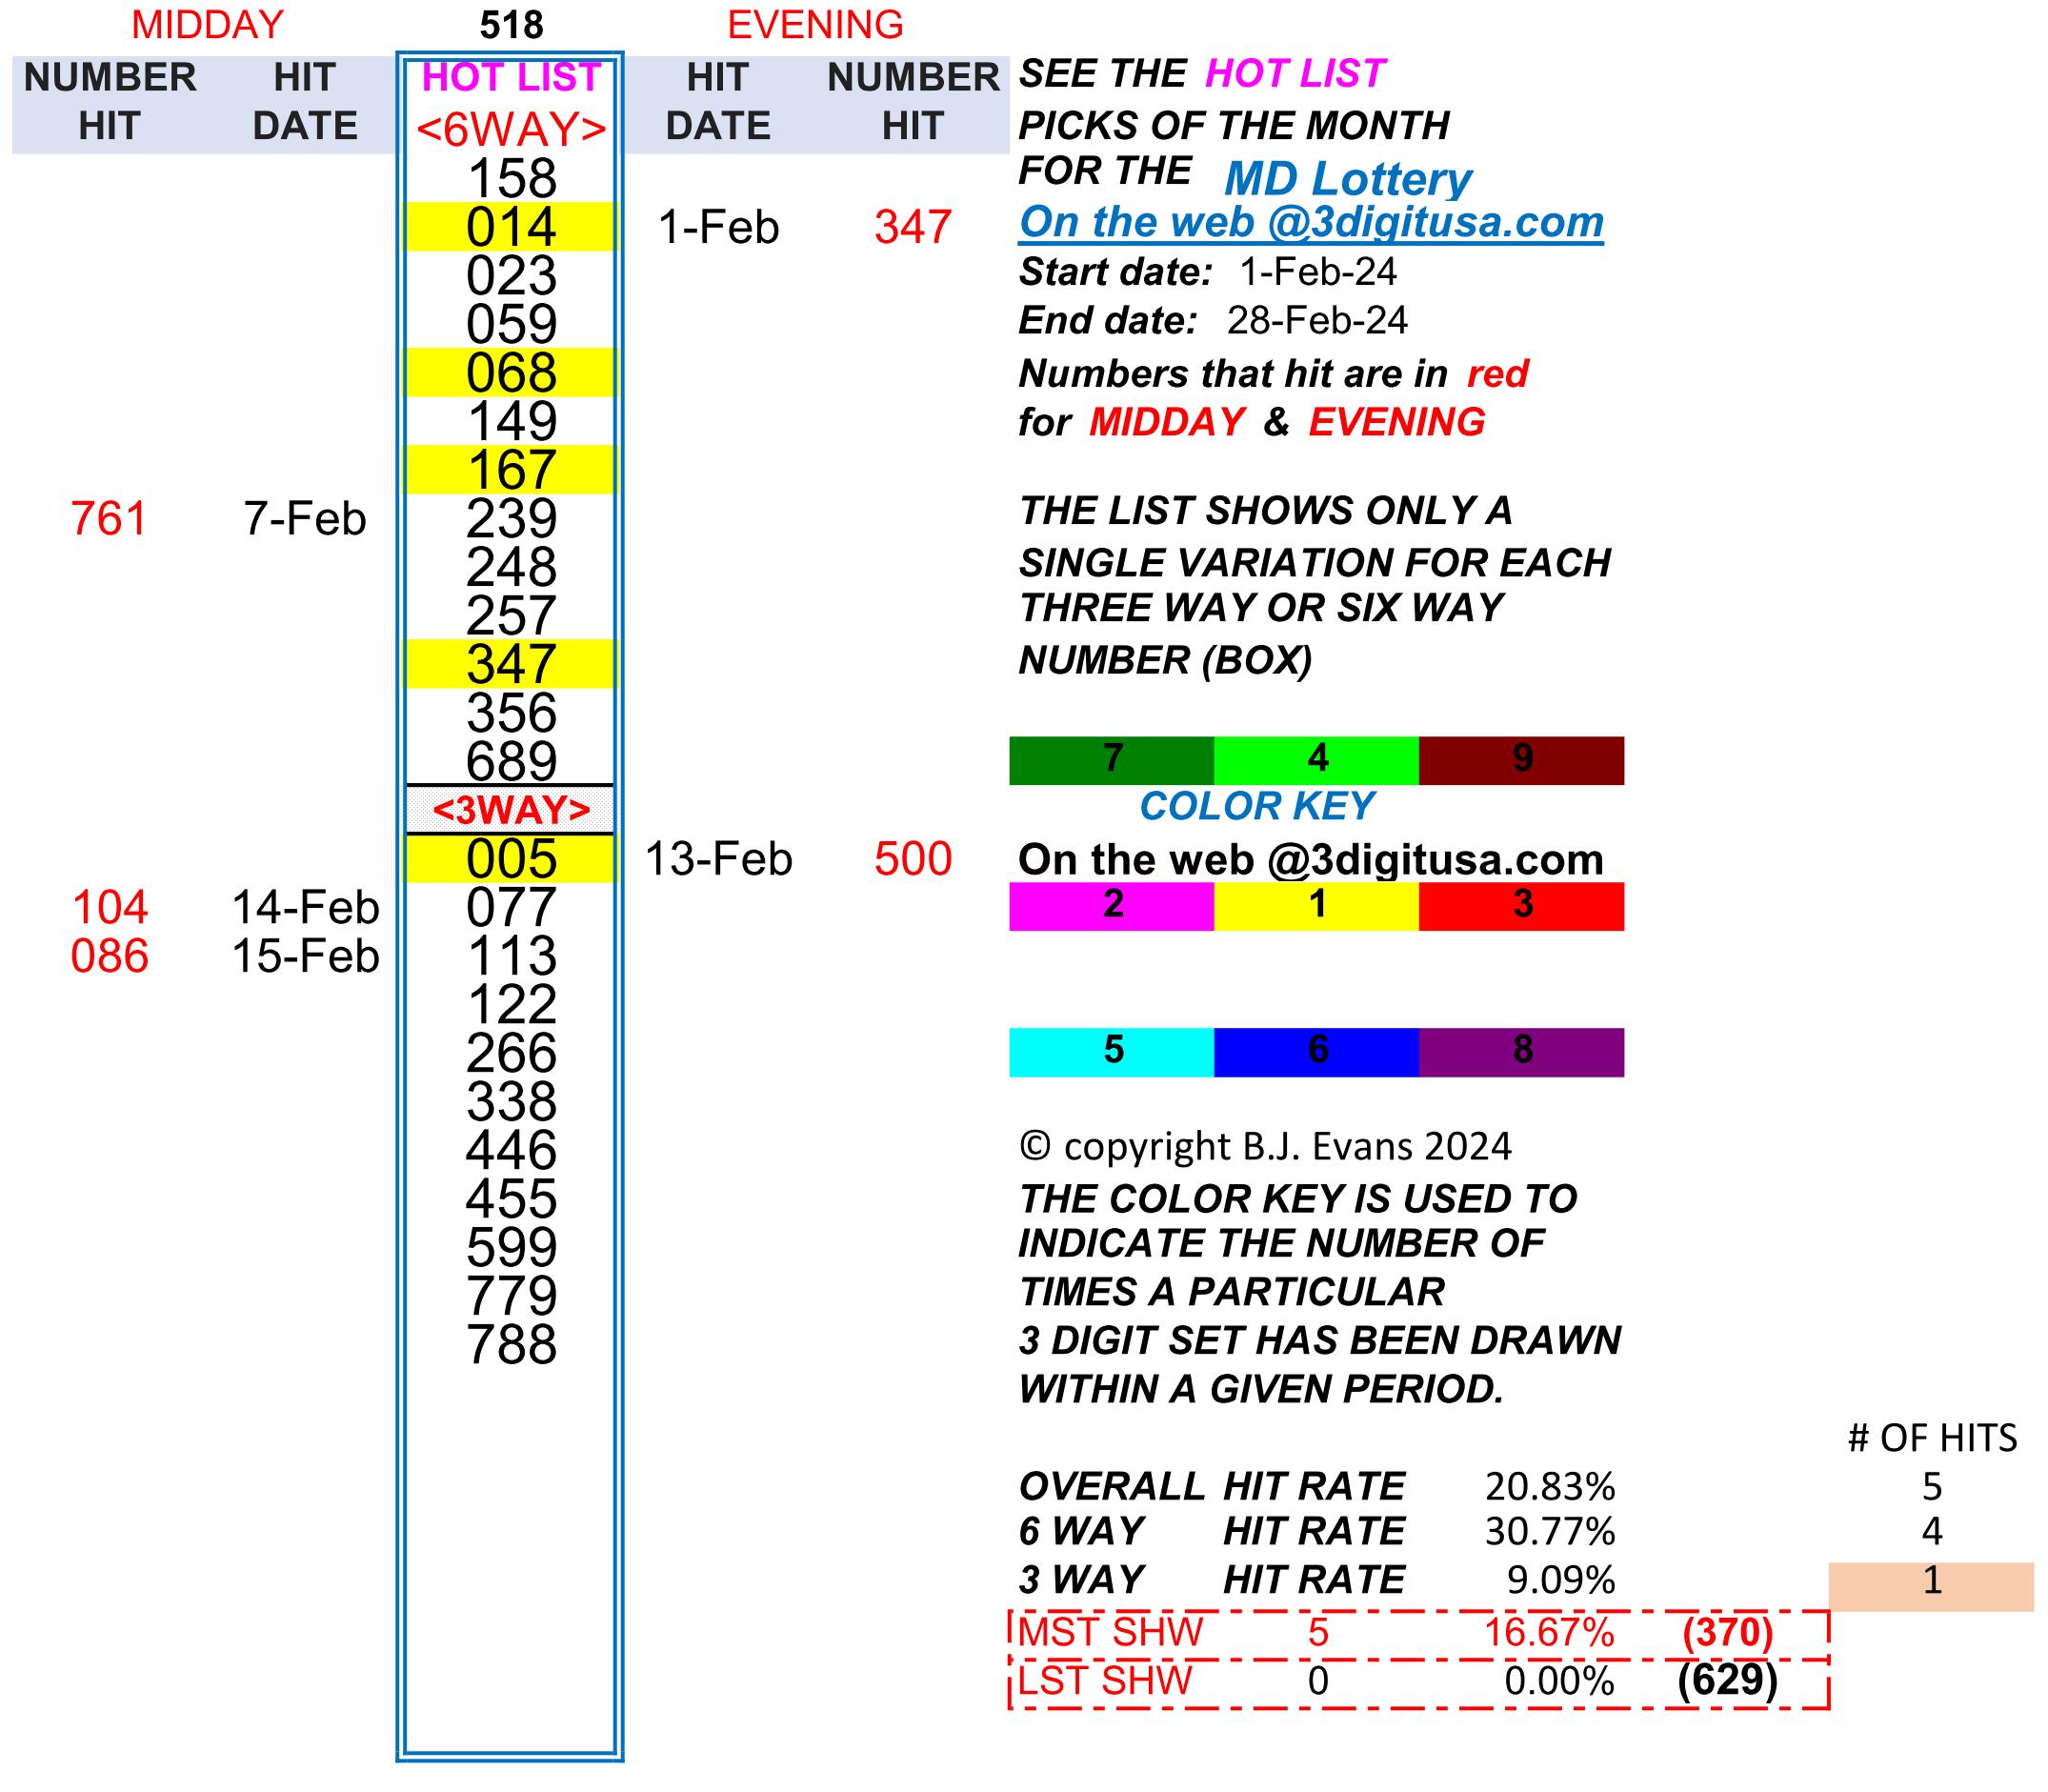 MIDDAY 518 EVENING
NUMBER HIT HOT LIST HIT NUMBER SEE THE HOT LIST
HIT DATE <6WAY> DATE HIT PICKS OF THE MONTH
158 FOR THE MD Lottery
014 1-Feb 347 On the web @3digitusa.com
023 Start date: 1-Feb-24
059 End date: 28-Feb-24
068 Numbers that hit are in red
149 for MIDDAY & EVENING
167
761 7-Feb 239 THE LIST SHOWS ONLY A
248 SINGLE VARIATION FOR EACH
257 THREE WAY OR SIX WAY
347 NUMBER (BOX)
356
689 7 4 9
<3WAY> COLOR KEY
005 13-Feb 500 On the web @3digitusa.com
104 14-Feb 077 2 1 3
086 15-Feb 113
122
266 5 6 8
338
446 © copyright B.J. Evans 2024
455 THE COLOR KEY IS USED TO
599 INDICATE THE NUMBER OF
779 TIMES A PARTICULAR
788 3 DIGIT SET HAS BEEN DRAWN
WITHIN A GIVEN PERIOD.
# OF HITS
OVERALL HIT RATE 20.83% 5
6 WAY HIT RATE 30.77% 4
3 WAY HIT RATE 9.09% 1
MST SHW 5 16.67% (370)
LST SHW 0 0.00% (629)